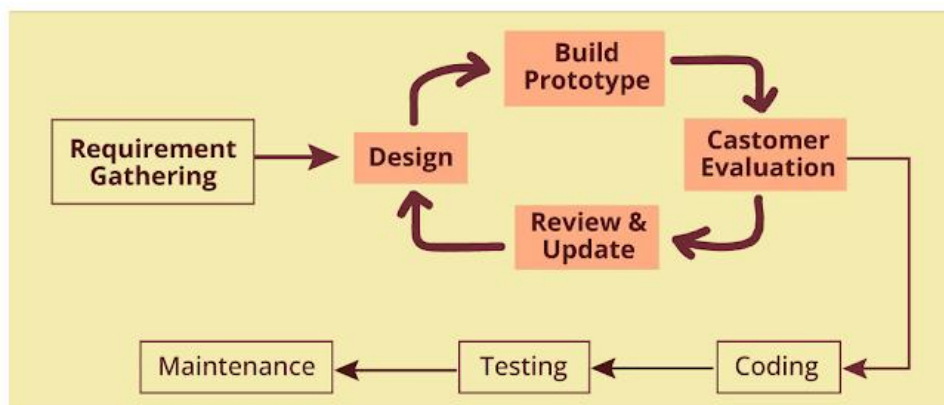 Requirement
Gathering
Design
Build
Prototype
Castomer
Evaluation
Review &
Update
Coding
Testing
Maintenance